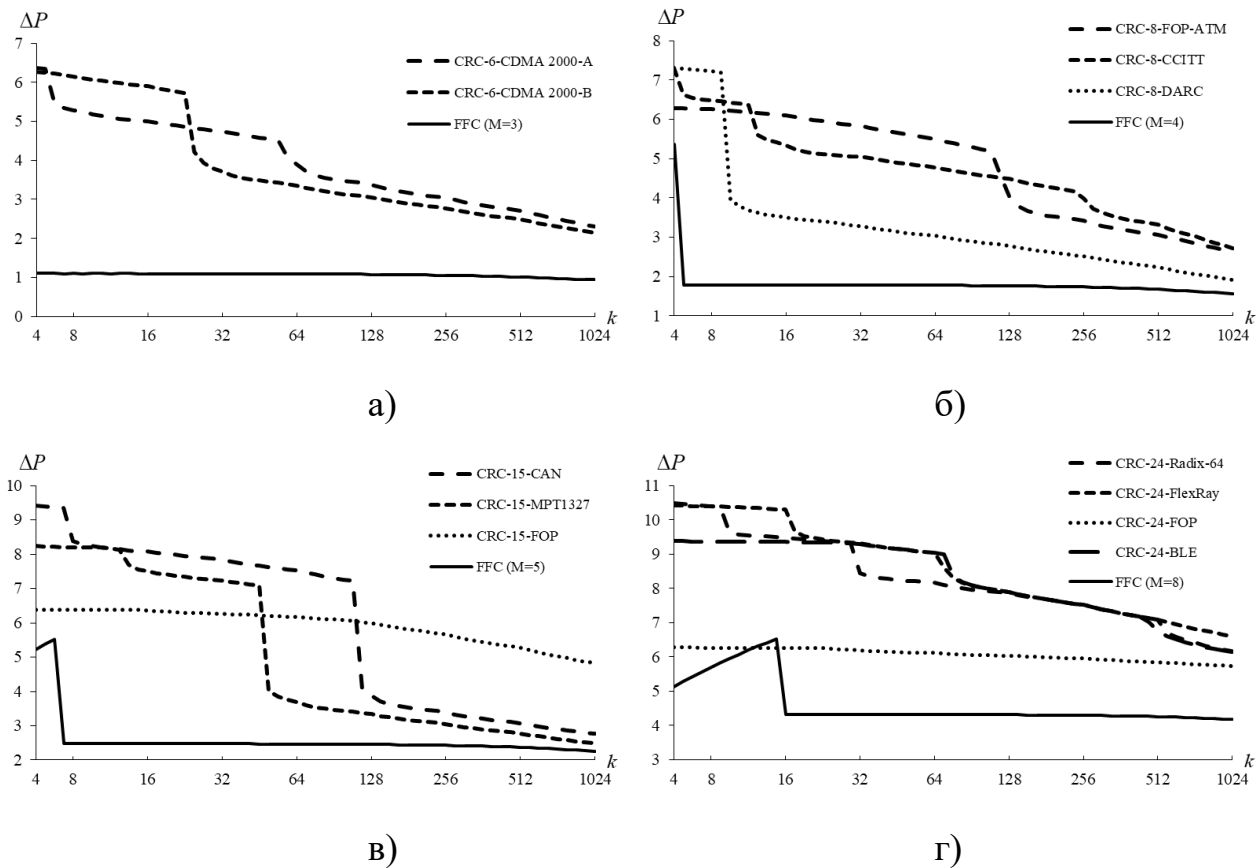 ΔP
7
6
5
4
3
2
1
0
4 8 16 32 64 128 256 512 1024
k
CRC-6-CDMA 2000-A
CRC-6-CDMA 2000-B
FFC (M=3)
а)
ΔP
8
7
6
5
4
3
2
1
4 8 16 32 64 128 256 512 1024
k
CRC-8-FOP-ATM
CRC-8-CCITT
CRC-8-DARC
FFC (M=4)
б)
ΔP
10
9
8
7
6
5
4
3
2
4 8 16 32 64 128 256 512 1024
k
CRC-15-CAN
CRC-15-MPT1327
CRC-15-FOP
FFC (M=5)
в)
ΔP
11
10
9
8
7
6
5
4
3
4 8 16 32 64 128 256 512 1024
k
CRC-24-Radix-64
CRC-24-FlexRay
CRC-24-FOP
CRC-24-BLE
FFC (M=8)
г)